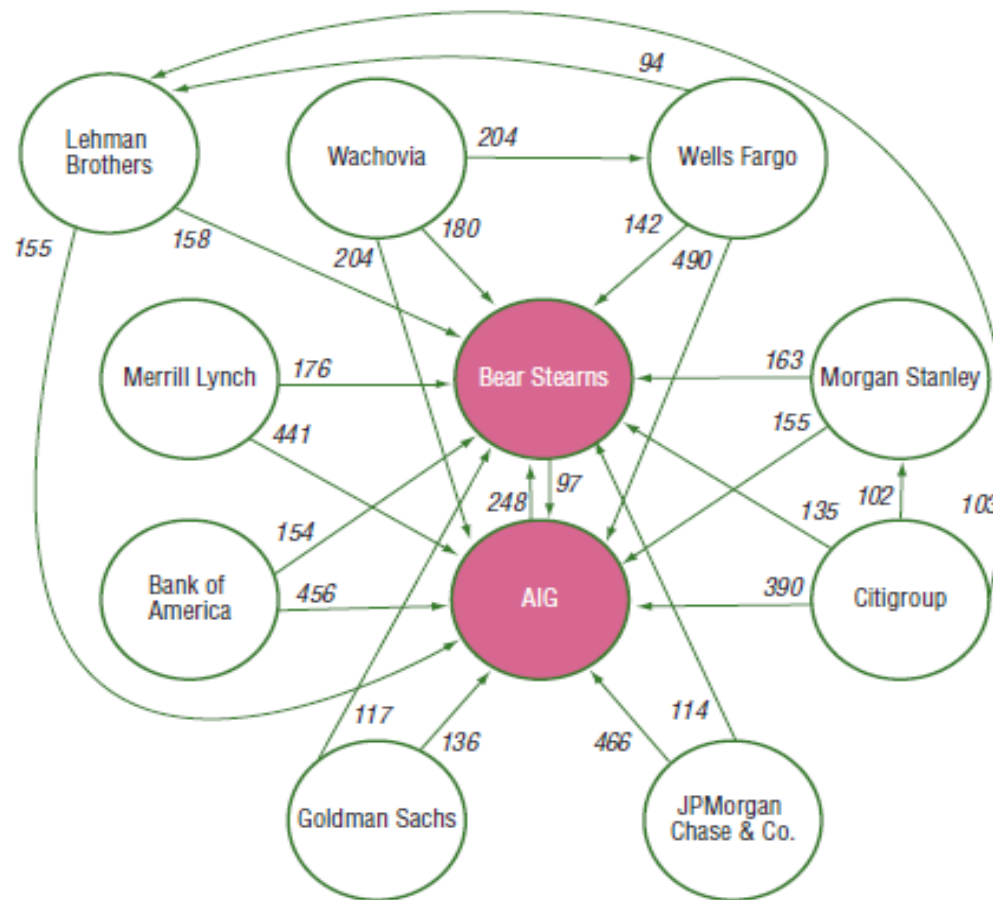 94
Lehman
Brothers
Wachovia
204
Wells Fargo
155
158
204
180
142
490
Merrill Lynch
176
Bear Stearns
163
Morgan Stanley
441
155
248
97
135
102
103
154
Bank of
America
456
AIG
390
Citigroup
117
136
466
114
Goldman Sachs
JPMorgan
Chase & Co.